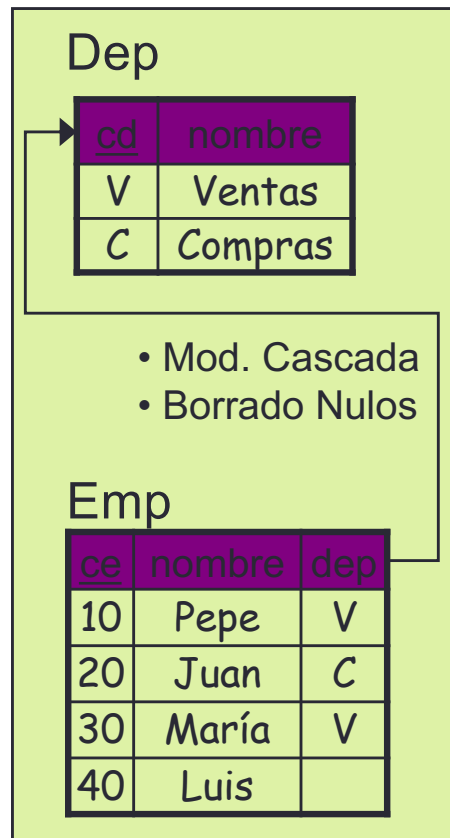 Dep
cd nombre
V Ventas
C Compras
• Mod. Cascada
• Borrado Nulos
Emp
ce nombre dep
10 Pepe V
20 Juan C
30 María V
40 Luis